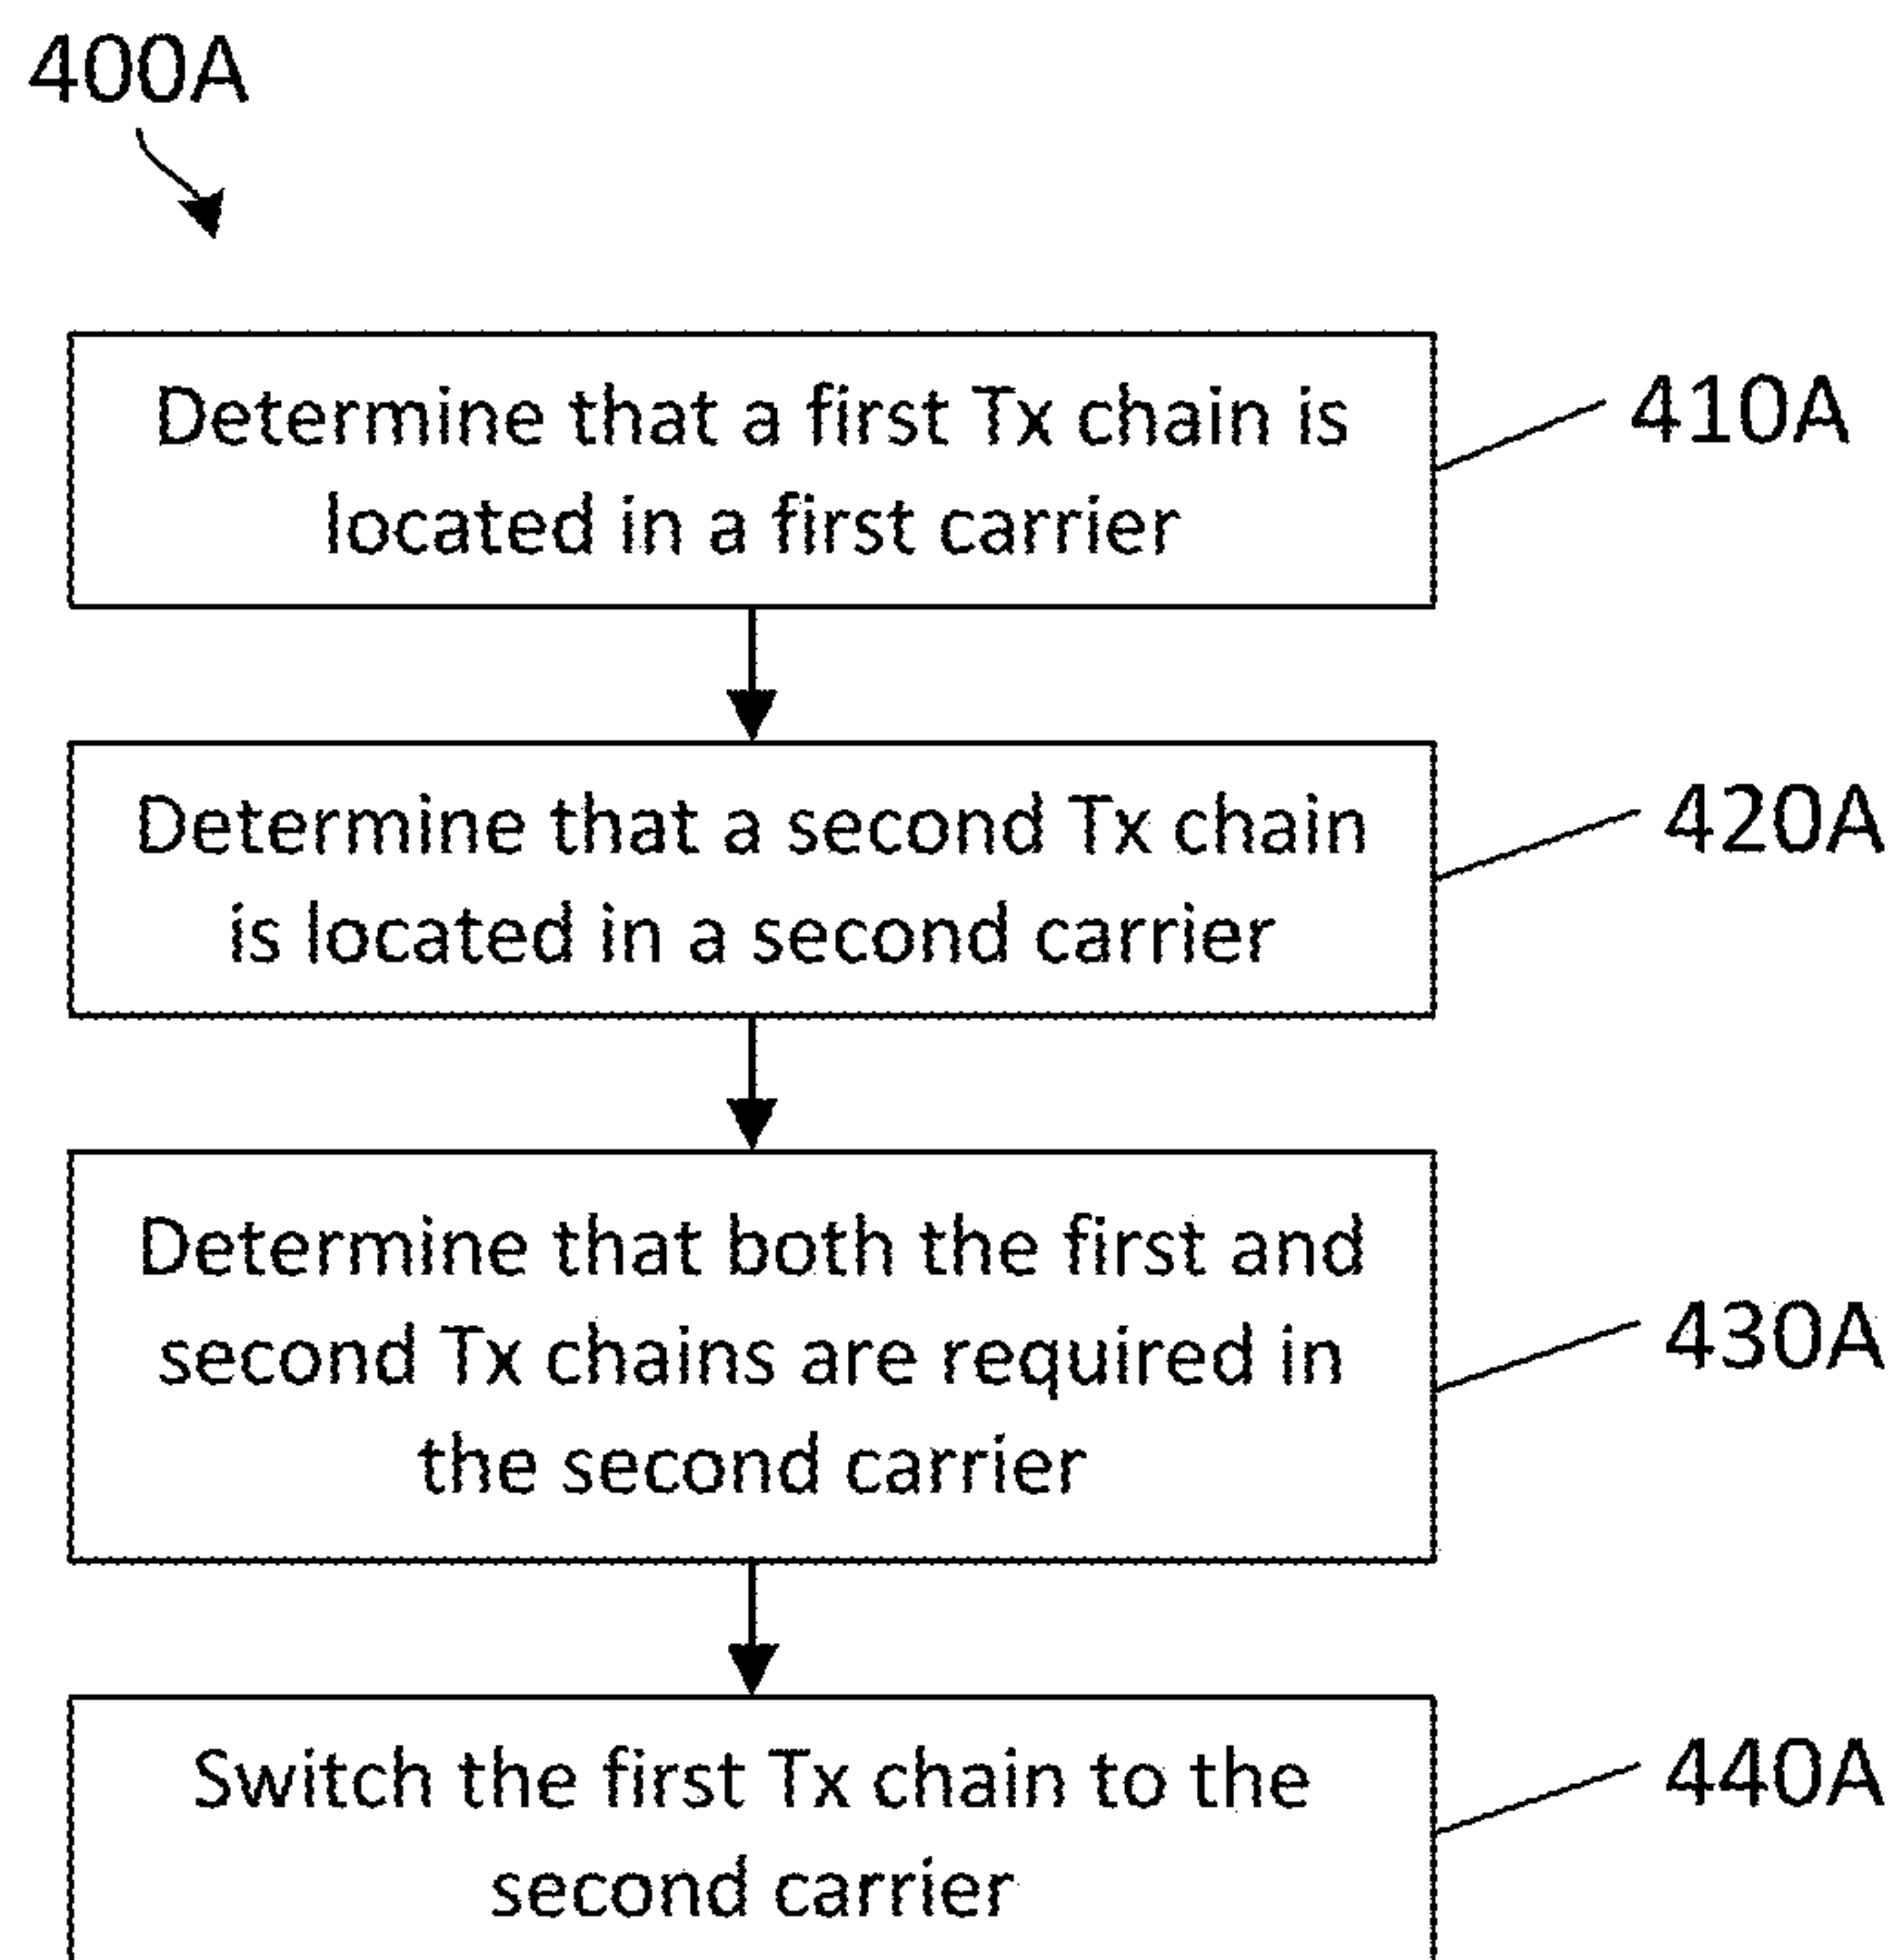 400A
Determine that a first Tx chain is
located in a first carrier
410A
Determine that a second Tx chain
is located in a second carrier
420A
Determine that both the first and
second Tx chains are required in
the second carrier
430A
Switch the first Tx chain to the
second carrier
440A